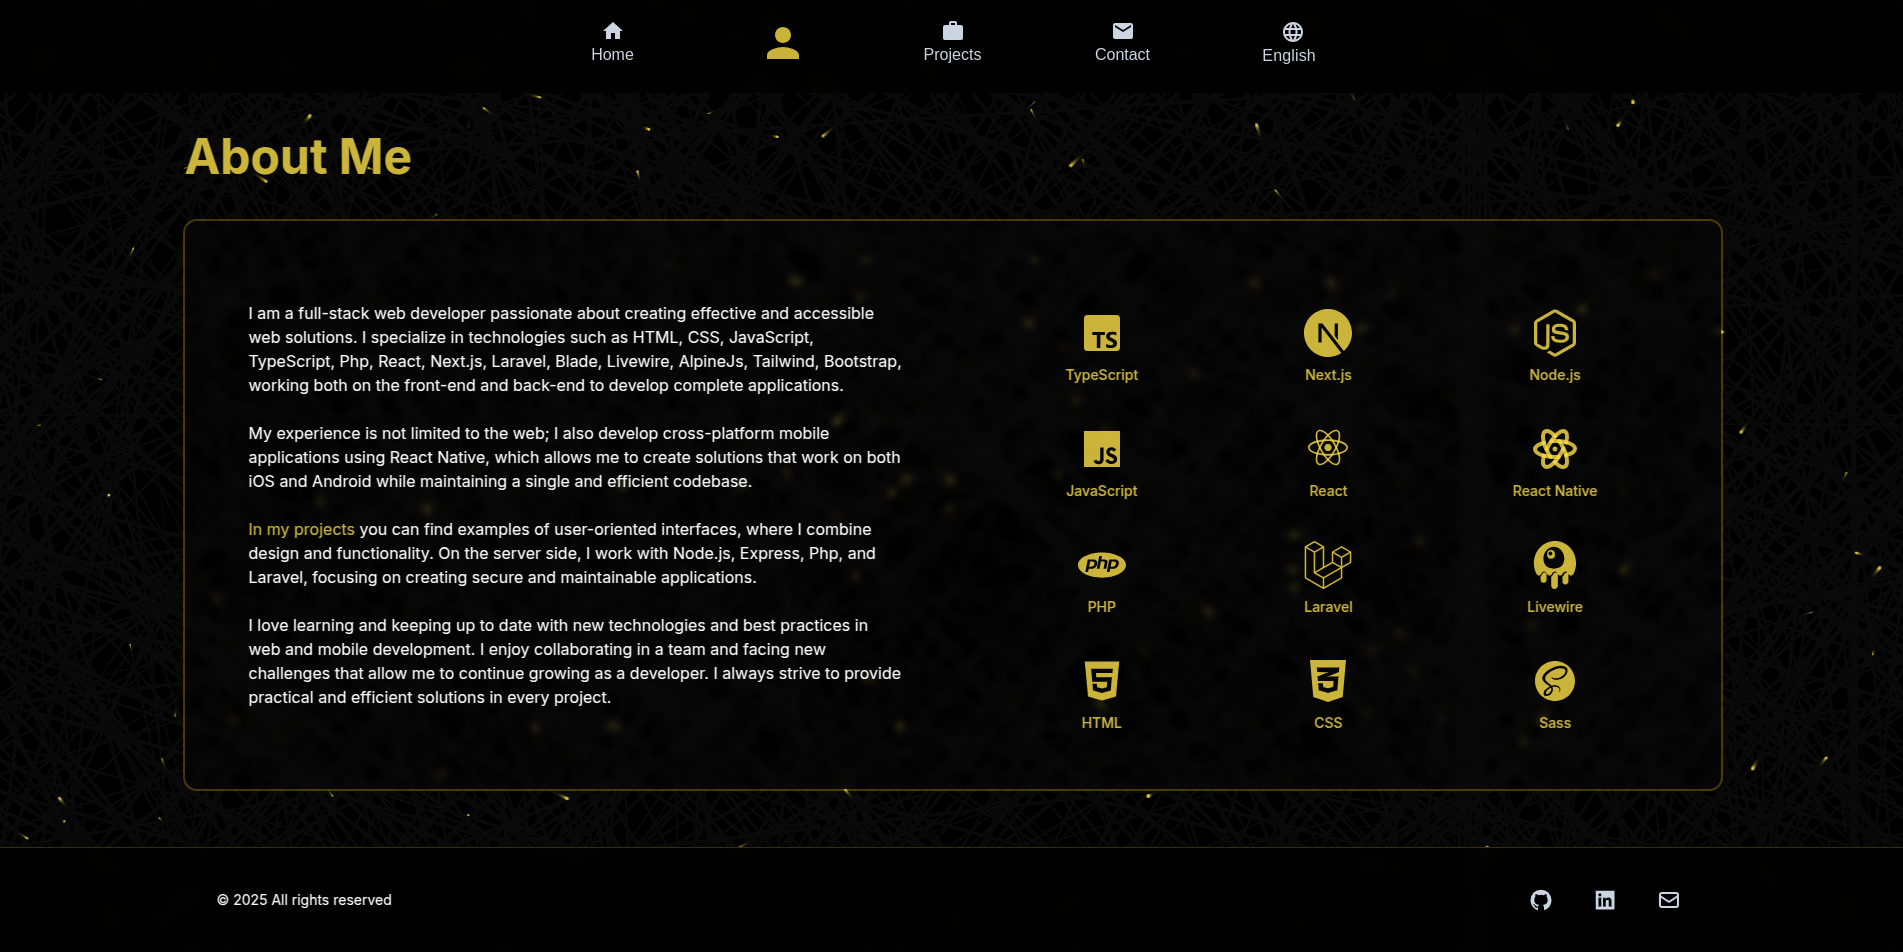 Home
Projects
Contact
English
About Me
I am a full-stack web developer passionate about creating effective and accessible
web solutions. I specialize in technologies such as HTML, CSS, JavaScript,
TypeScript, Php, React, Next.js, Laravel, Blade, Livewire, AlpineJs, Tailwind, Bootstrap,
working both on the front-end and back-end to develop complete applications.
My experience is not limited to the web; I also develop cross-platform mobile
applications using React Native, which allows me to create solutions that work on both
iOS and Android while maintaining a single and efficient codebase.
In my projects you can find examples of user-oriented interfaces, where I combine
design and functionality. On the server side, I work with Node.js, Express, Php, and
Laravel, focusing on creating secure and maintainable applications.
I love learning and keeping up to date with new technologies and best practices in
web and mobile development. I enjoy collaborating in a team and facing new
challenges that allow me to continue growing as a developer. I always strive to provide
practical and efficient solutions in every project.
TS
TypeScript
N
Next.js
JS
Node.js
JS
JavaScript
React
React Native
php
PHP
Laravel
Livewire
5
HTML
3
CSS
S
Sass
© 2025 All rights reserved
in